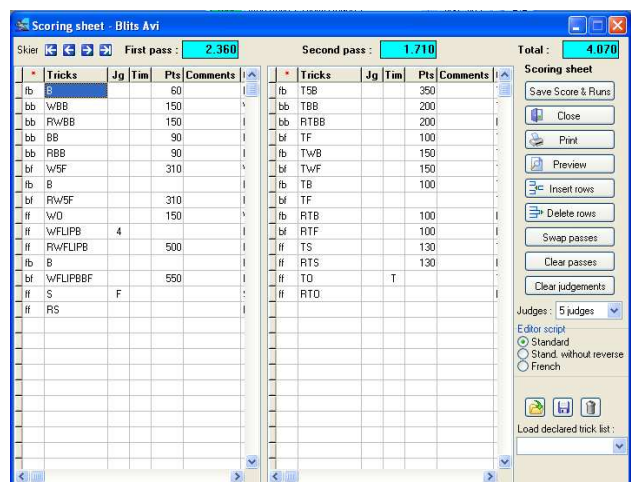 Scoring sheet - Blits Avi
Skier First pass : 2.360 Second pass : 1.710 Total : 4.070
* Tricks Jg Tim Pts Comments
fb B 60
bb WBB 150
bb RWBB 150
bb BB 90
bb RBB 90
bf W5F 310
fb B
bf RW5F 310
ff WO 150
ff WFLIPB 4
ff RWFLIPB 500
fb B
bf WFLIPBBF 550
ff S F
ff RS
* Tricks Jg Tim Pts Comments
fb T5B 350
bb TBB 200
bb RTBB 200
bf TF 100
fb TWB 150
bf TWF 150
fb TB 100
bf TF
fb RTB 100
bf RTF 100
ff TS 130
ff RTS 130
ff TO T
ff RTO
Scoring sheet
Save Score & Runs
Close
Print
Preview
Insert rows
Delete rows
Swap passes
Clear passes
Clear judgements
Judges : 5 judges
Editor script
Standard
Stand. without reverse
French
Load declared trick list :